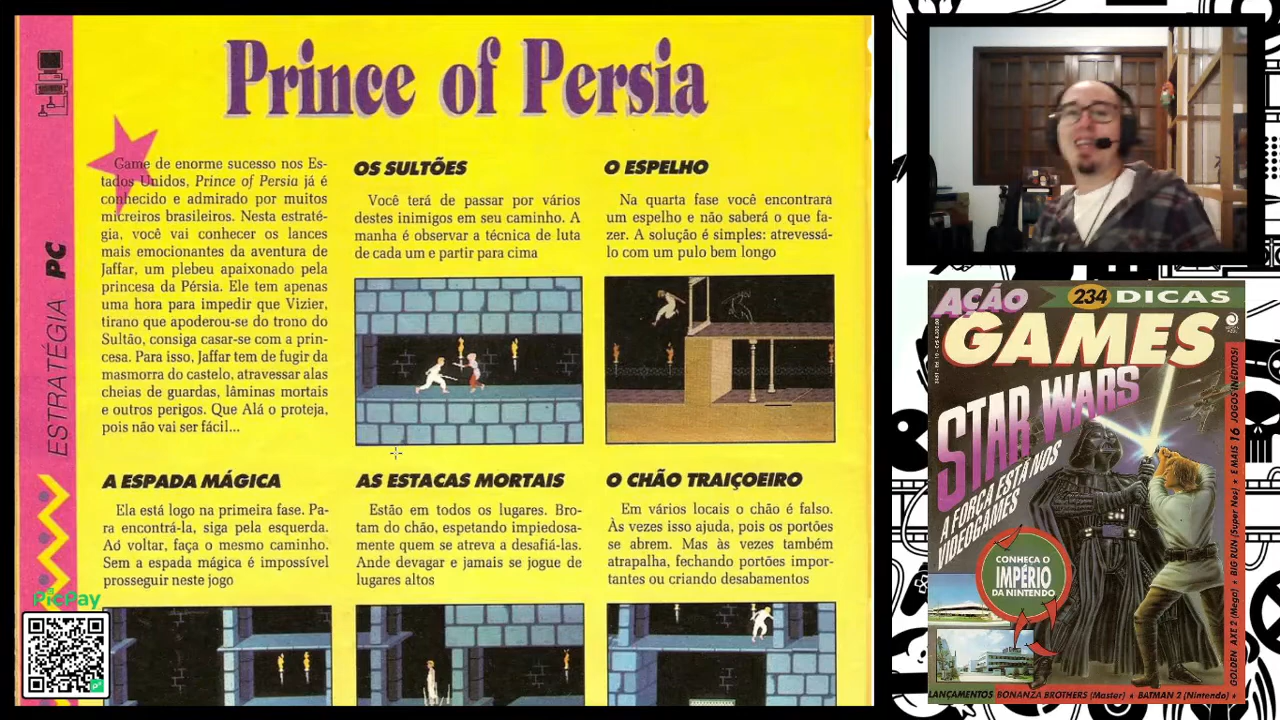 Prince of Persia
ESTRATÉGIA PC
Game de enorme sucesso nos Es-
tados Unidos, Prince of Persia já é
conhecido e admirado por muitos
micreiros brasileiros. Nesta estraté-
gia, você vai conhecer os lances
mais emocionantes da aventura de
Jaffar, um plebeu apaixonado pela
princesa da Pérsia. Ele tem apenas
uma hora para impedir que Vizier,
tirano que apoderou-se do trono do
Sultão, consiga casar-se com a prin-
cesa. Para isso, Jaffar tem de fugir da
masmorra do castelo, atravessar alas
cheias de guardas, lâminas mortais
e outros perigos. Que Alá o proteja,
pois não vai ser fácil...
OS SULTÕES
Você terá de passar por vários
destes inimigos em seu caminho. A
manha é observar a técnica de luta
de cada um e partir para cima
O ESPELHO
Na quarta fase você encontrara
um espelho e não saberá o que fa-
zer. A solução é simples: atrevessá-
lo com um pulo bem longo
A ESPADA MÁGICA
Ela está logo na primeira fase. Pa-
ra encontrá-la, siga pela esquerda.
Ao voltar, faça o mesmo caminho.
Sem a espada mágica é impossível
prosseguir neste jogo
AS ESTACAS MORTAIS
Estão em todos os lugares. Bro-
tam do chão, espetando impiedosa-
mente quem se atreva a desafiá-las.
Ande devagar e jamais se jogue de
lugares altos
O CHÃO TRAIÇOEIRO
Em vários locais o chão é falso.
Às vezes isso ajuda, pois os portões
se abrem. Mas às vezes também
atrapalha, fechando portões impor-
tantes ou criando desabamentos
PicPay
AÇÃO
234 DICAS
GAMES
STAR WARS
A FORÇA ESTÁ NOS
VIDEOGAMES
CONHEÇA O
IMPÉRIO
DA NINTENDO
GOLDEN AXE 2 (Mega) • BIG RUN (Super Nes) • E MAIS 16 JOGOS INÉDITOS!
LANÇAMENTOS BONANZA BROTHERS (Master) • BATMAN 2 (Nintendo) •